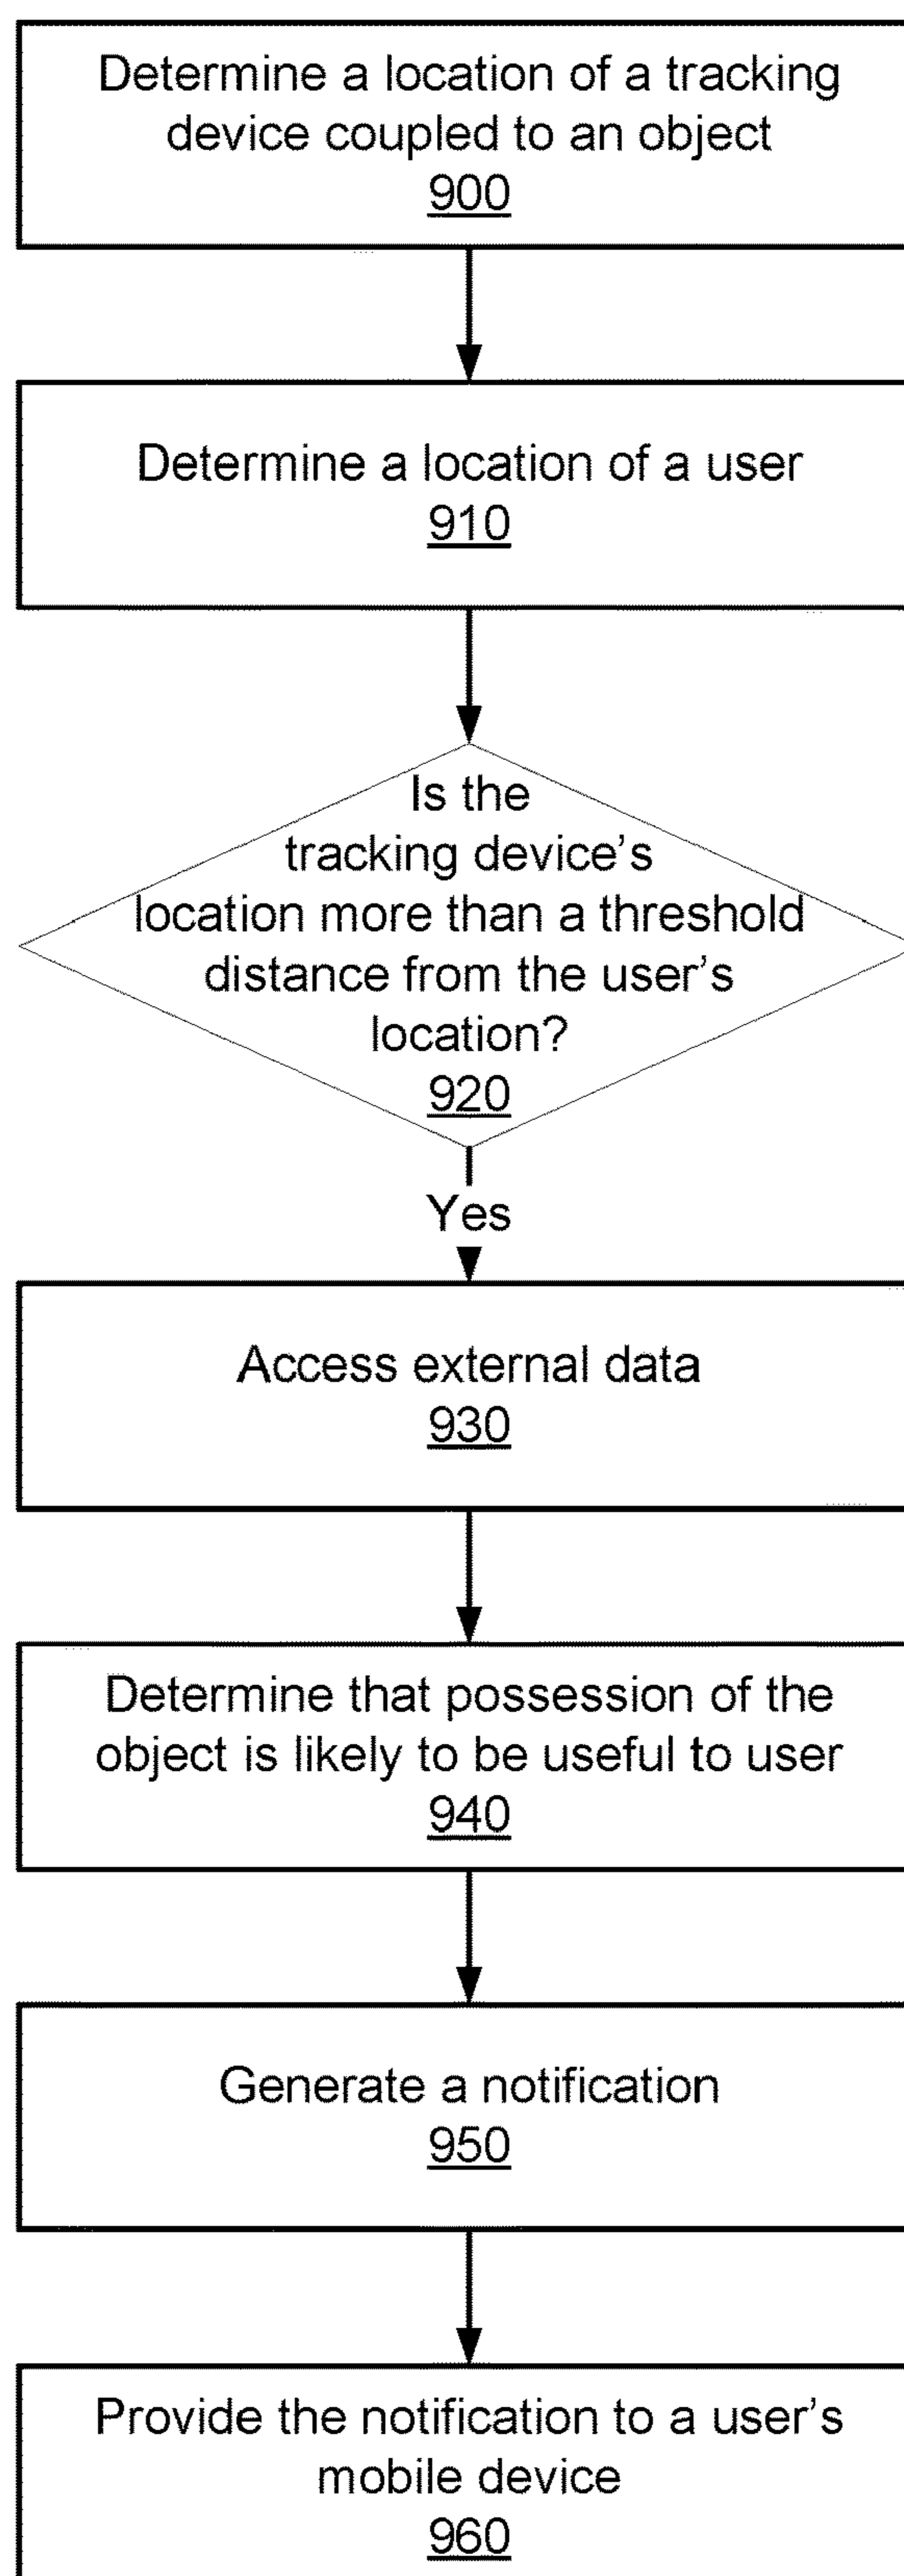 Determine a location of a tracking
device coupled to an object
900
Determine a location of a user
910
Is the
tracking device's
location more than a threshold
distance from the user's
location?
920
Yes
Access external data
930
Determine that possession of the
object is likely to be useful to user
940
Generate a notification
950
Provide the notification to a user's
mobile device
960